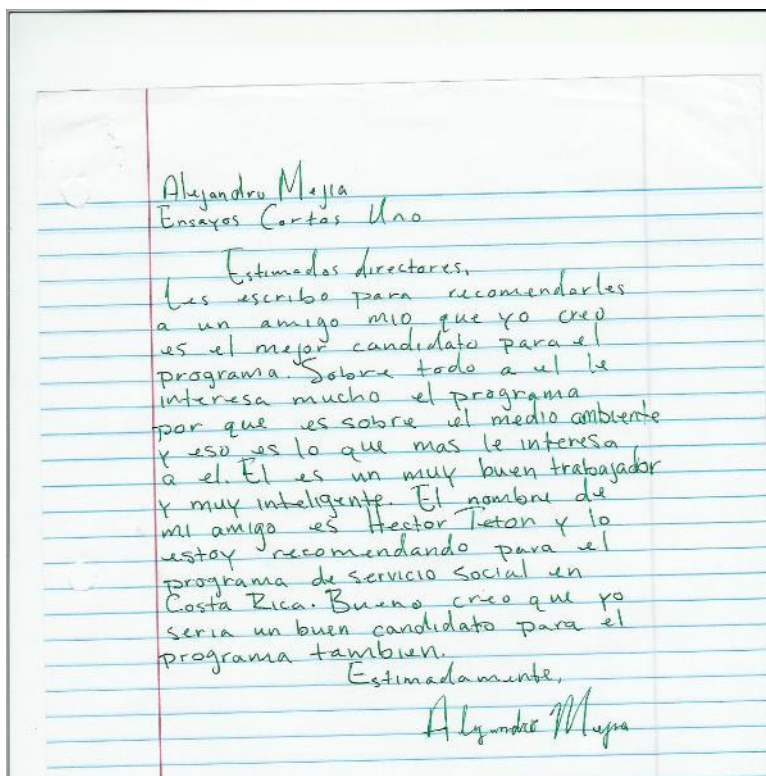 Alejandro Mejia
Ensayos Cortos Uno
Estimados directores,
Les escribo para recomendarles
a un amigo mio que yo creo
es el mejor candidato para el
programa. Sobre todo a el le
interesa mucho el programa
por que es sobre el medio ambiente
y eso es lo que mas le interesa
a el. El es un muy buen trabajador
y muy inteligente. El nombre de
mi amigo es Hector Teton y lo
estoy recomendando para el
programa de servicio social en
Costa Rica. Bueno creo que yo
seria un buen candidato para el
programa tambien.
Estimadamente,
Alejandro Mejia